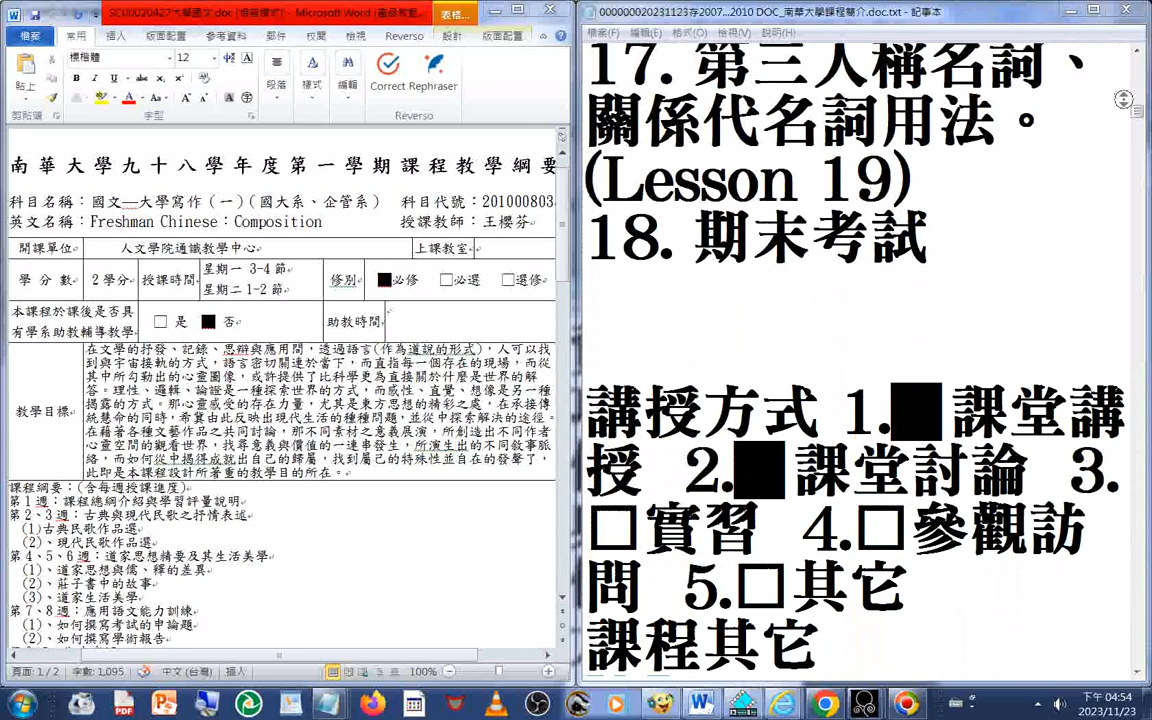 SC00020427大學國文.doc [相容模式] - Microsoft Word (產品啟動...
表格...
檔案 常用 插入 版面配置 參考資料 郵件 校閱 檢視 Reverso 設計 版面配置
標楷體 12
貼上 段落 樣式 編輯 Correct Rephraser
剪貼簿 字型 Reverso
南華大學九十八學年度第一學期課程教學綱要
科目名稱：國文—大學寫作(一)(國大系、企管系) 科目代號：201000803
英文名稱：Freshman Chinese：Composition 授課教師：王櫻芬
開課單位 人文學院通識教學中心 上課教室
學 分 數 2 學分 授課時間 星期一 3-4 節
星期二 1-2 節 修別 ■必修 □必選 □選修
本課程於課後是否具
有學系助教輔導教學 □ 是 ■ 否 助教時間
教學目標
在文學的抒發、記錄、思辯與應用間，透過語言(作為道說的形式)，人可以找
到與宇宙接軌的方式，語言密切關連於當下，而直指每一個存在的現場，而從
其中所勾勒出的心靈圖像，或許提供了比科學更為直接關於什麼是世界的解
答。理性、邏輯、論證是一種探索世界的方式，而感性、直覺、想像是另一種
揭露的方式。那心靈感受的存在力量，尤其是東方思想的精彩之處，在承接傳
統慧命的同時，希冀由此反映出現代生活的種種問題，並從中探索解決的途徑。
在藉著各種文藝作品之共同討論，那不同素材之意義展演，所創造出不同作者
心靈空間的觀看世界，找尋意義與價值的一連串發生，所演生出的不同敘事脈
絡，而如何從中揭得成就出自己的歸屬，找到屬己的特殊性並自在的發聲了，
此即是本課程設計所著重的教學目的所在。
課程綱要：(含每週授課進度)
第 1 週：課程總綱介紹與學習評量說明
第 2、3 週：古典與現代民歌之抒情表述
(1)古典民歌作品選
(2)、現代民歌作品選
第 4、5、6 週：道家思想精要及其生活美學
(1)、道家思想與儒、釋的差異
(2)、莊子書中的故事
(3)、道家生活美學
第 7、8 週：應用語文能力訓練
(1)、如何撰寫考試的申論題
(2)、如何撰寫學術報告
頁面: 1 / 2 字數: 1,095 中文 (台灣) 插入 100%
000000020231123存2007...2010 DOC_南華大學課程簡介.doc.txt - 記事本
檔案(F) 編輯(E) 格式(O) 檢視(V) 說明(H)
17. 第三人稱名詞、
關係代名詞用法。
(Lesson 19)
18. 期末考試
講授方式 1.■ 課堂講
授 2.■ 課堂討論 3.
□實習 4.□參觀訪
問 5.□其它
課程其它
下午 04:54
2023/11/23